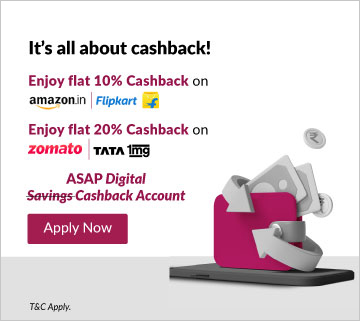 It's all about cashback!
Enjoy flat 10% Cashback on
amazon.in | Flipkart
Enjoy flat 20% Cashback on
zomato | TATA 1mg
ASAP Digital
Savings Cashback Account
Apply Now
₹
₹
T&C Apply.